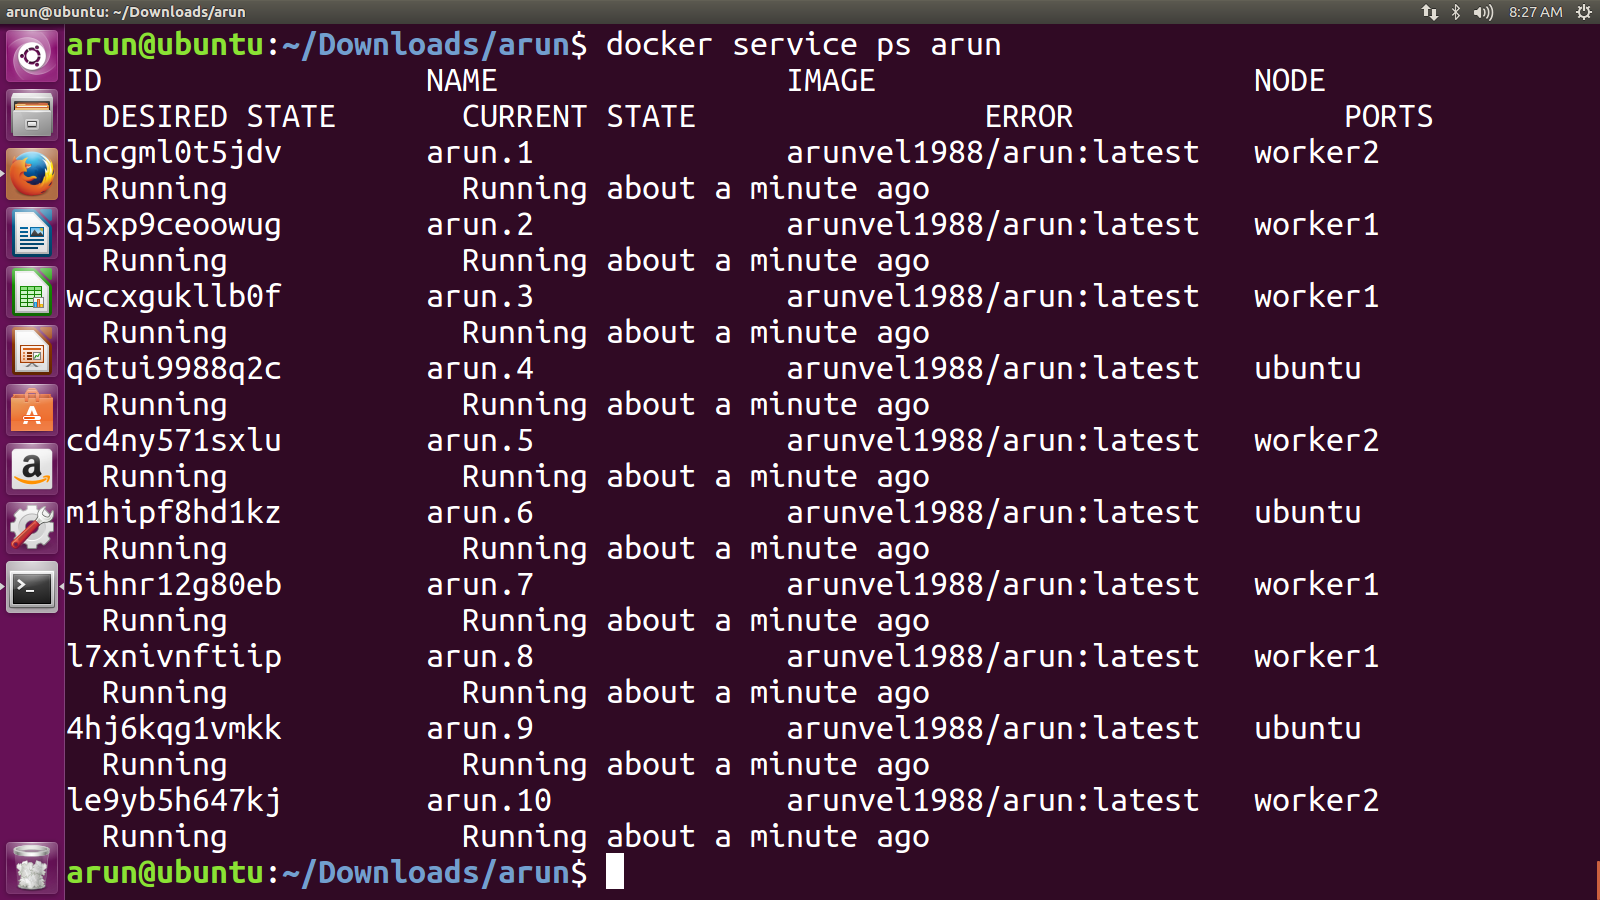 arun@ubuntu: ~/Downloads/arun 8:27 AM
arun@ubuntu:~/Downloads/arun$ docker service ps arun
ID NAME IMAGE NODE
DESIRED STATE CURRENT STATE ERROR PORTS
lncgml0t5jdv arun.1 arunvel1988/arun:latest worker2
Running Running about a minute ago
q5xp9ceoowug arun.2 arunvel1988/arun:latest worker1
Running Running about a minute ago
wccxgukllb0f arun.3 arunvel1988/arun:latest worker1
Running Running about a minute ago
q6tui9988q2c arun.4 arunvel1988/arun:latest ubuntu
Running Running about a minute ago
cd4ny571sxlu arun.5 arunvel1988/arun:latest worker2
Running Running about a minute ago
m1hipf8hd1kz arun.6 arunvel1988/arun:latest ubuntu
Running Running about a minute ago
5ihnr12g80eb arun.7 arunvel1988/arun:latest worker1
Running Running about a minute ago
l7xnivnftiip arun.8 arunvel1988/arun:latest worker1
Running Running about a minute ago
4hj6kqg1vmkk arun.9 arunvel1988/arun:latest ubuntu
Running Running about a minute ago
le9yb5h647kj arun.10 arunvel1988/arun:latest worker2
Running Running about a minute ago
arun@ubuntu:~/Downloads/arun$